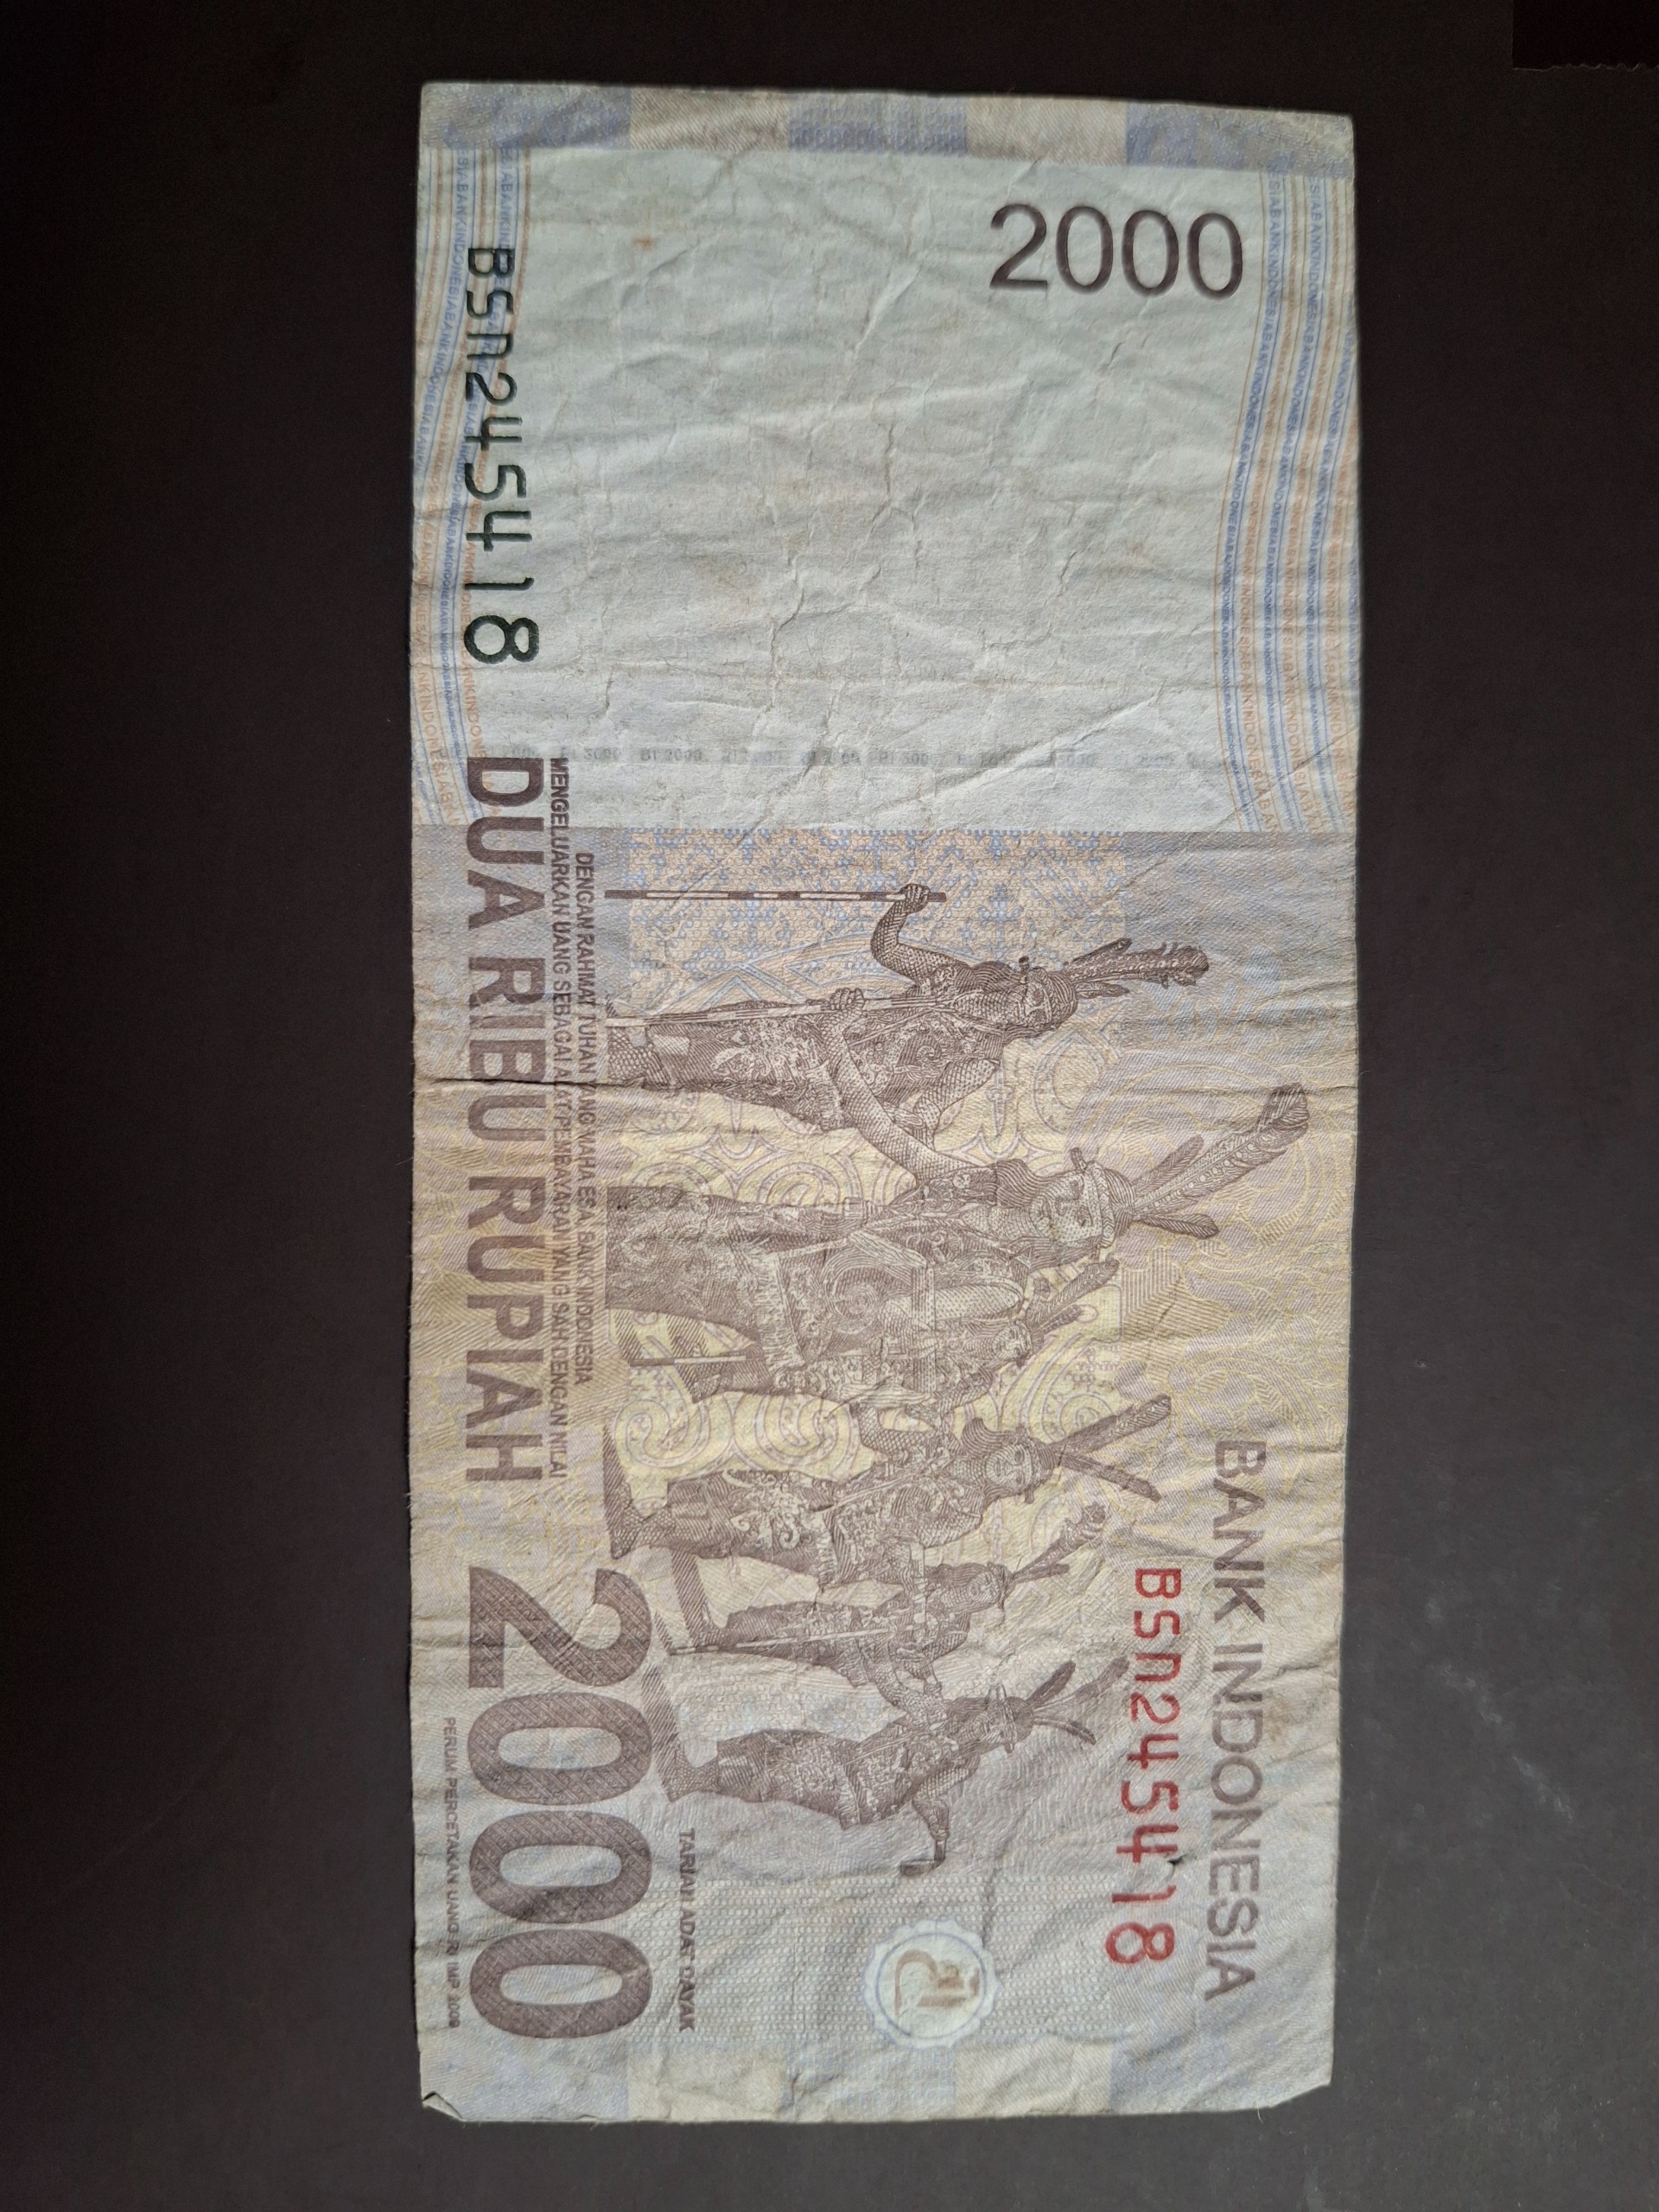 2000
BANK INDONESIA
BSN245418
TARIAN ADAT DAYAK
DENGAN RAHMAT TUHAN YANG MAHA ESA, BANK INDONESIA
MENGELUARKAN UANG SEBAGAI ALAT PEMBAYARAN YANG SAH DENGAN NILAI
BSN245418
DUA RIBU RUPIAH
2000
PERUM PERCETAKAN UANG RI IMP 2009